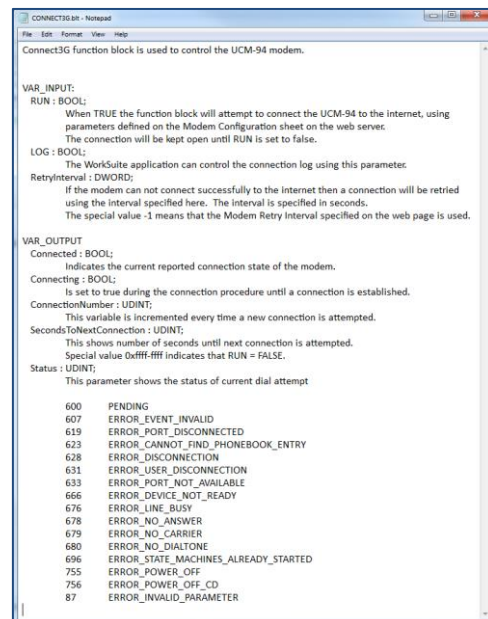 CONNECT3G.blt - Notepad
File Edit Format View Help
Connect3G function block is used to control the UCM-94 modem.
VAR_INPUT:
RUN : BOOL;
When TRUE the function block will attempt to connect the UCM-94 to the internet, using
parameters defined on the Modem Configuration sheet on the web server.
The connection will be kept open until RUN is set to false.
LOG : BOOL;
The WorkSuite application can control the connection log using this parameter.
RetryInterval : DWORD;
If the modem can not connect successfully to the internet then a connection will be retried
using the interval specified here. The interval is specified in seconds.
The special value -1 means that the Modem Retry Interval specified on the web page is used.
VAR_OUTPUT
Connected : BOOL;
Indicates the current reported connection state of the modem.
Connecting : BOOL;
Is set to true during the connection procedure until a connection is established.
ConnectionNumber : UDINT;
This variable is incremented every time a new connection is attempted.
SecondsToNextConnection : UDINT;
This shows number of seconds until next connection is attempted.
Special value 0xffff-ffff indicates that RUN = FALSE.
Status : UDINT;
This parameter shows the status of current dial attempt
600 PENDING
607 ERROR_EVENT_INVALID
619 ERROR_PORT_DISCONNECTED
623 ERROR_CANNOT_FIND_PHONEBOOK_ENTRY
628 ERROR_DISCONNECTION
631 ERROR_USER_DISCONNECTION
633 ERROR_PORT_NOT_AVAILABLE
666 ERROR_DEVICE_NOT_READY
676 ERROR_LINE_BUSY
678 ERROR_NO_ANSWER
679 ERROR_NO_CARRIER
680 ERROR_NO_DIALTONE
696 ERROR_STATE_MACHINES_ALREADY_STARTED
755 ERROR_POWER_OFF
756 ERROR_POWER_OFF_CD
87 ERROR_INVALID_PARAMETER